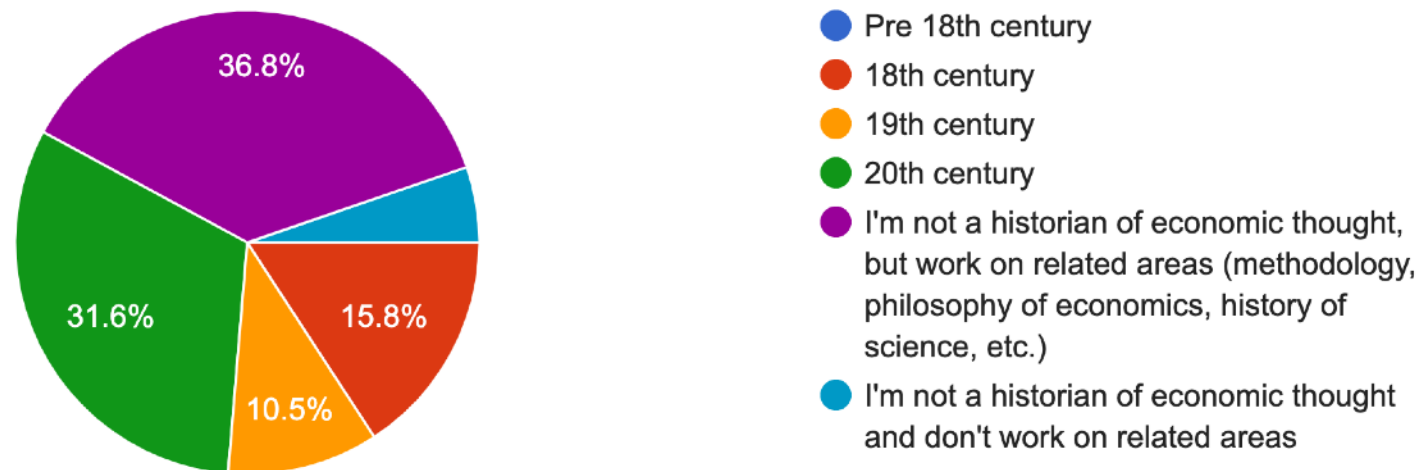 36.8%
31.6%
15.8%
10.5%
Pre 18th century
18th century
19th century
20th century
I'm not a historian of economic thought,
but work on related areas (methodology,
philosophy of economics, history of
science, etc.)
I'm not a historian of economic thought
and don't work on related areas